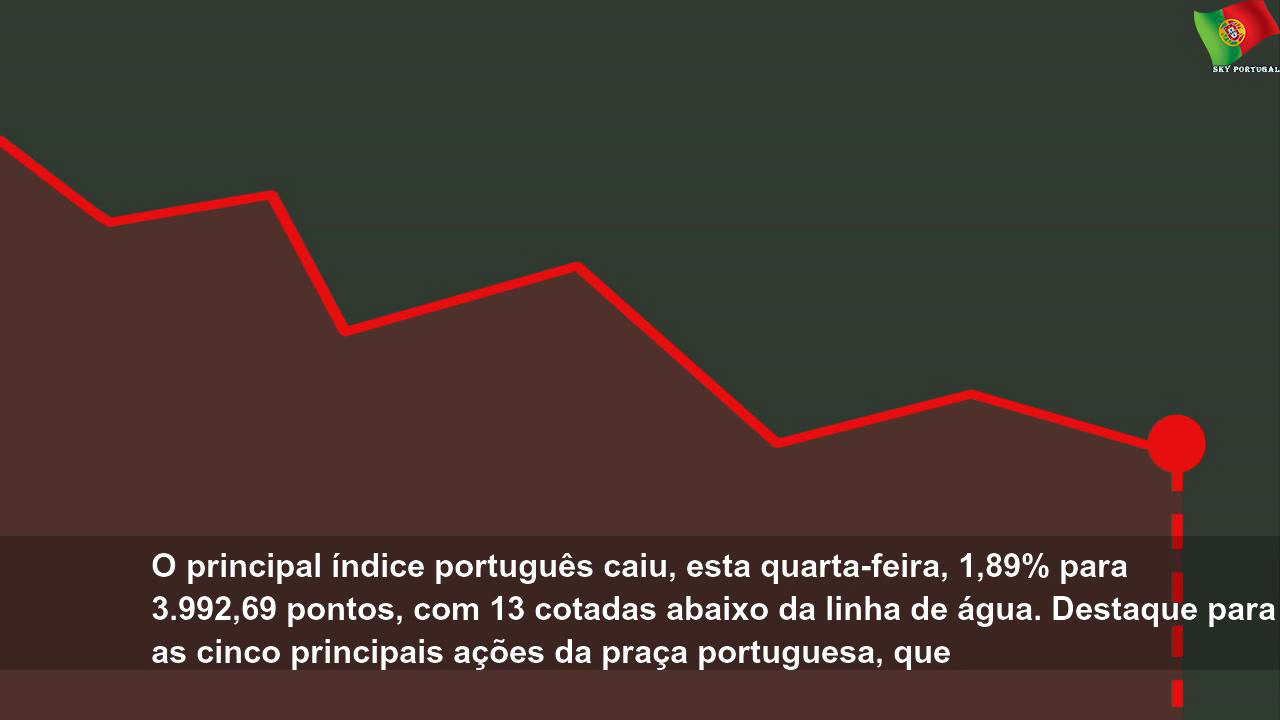 SKY PORTUGAL
O principal índice português caiu, esta quarta-feira, 1,89% para
3.992,69 pontos, com 13 cotadas abaixo da linha de água. Destaque para
as cinco principais ações da praça portuguesa, que